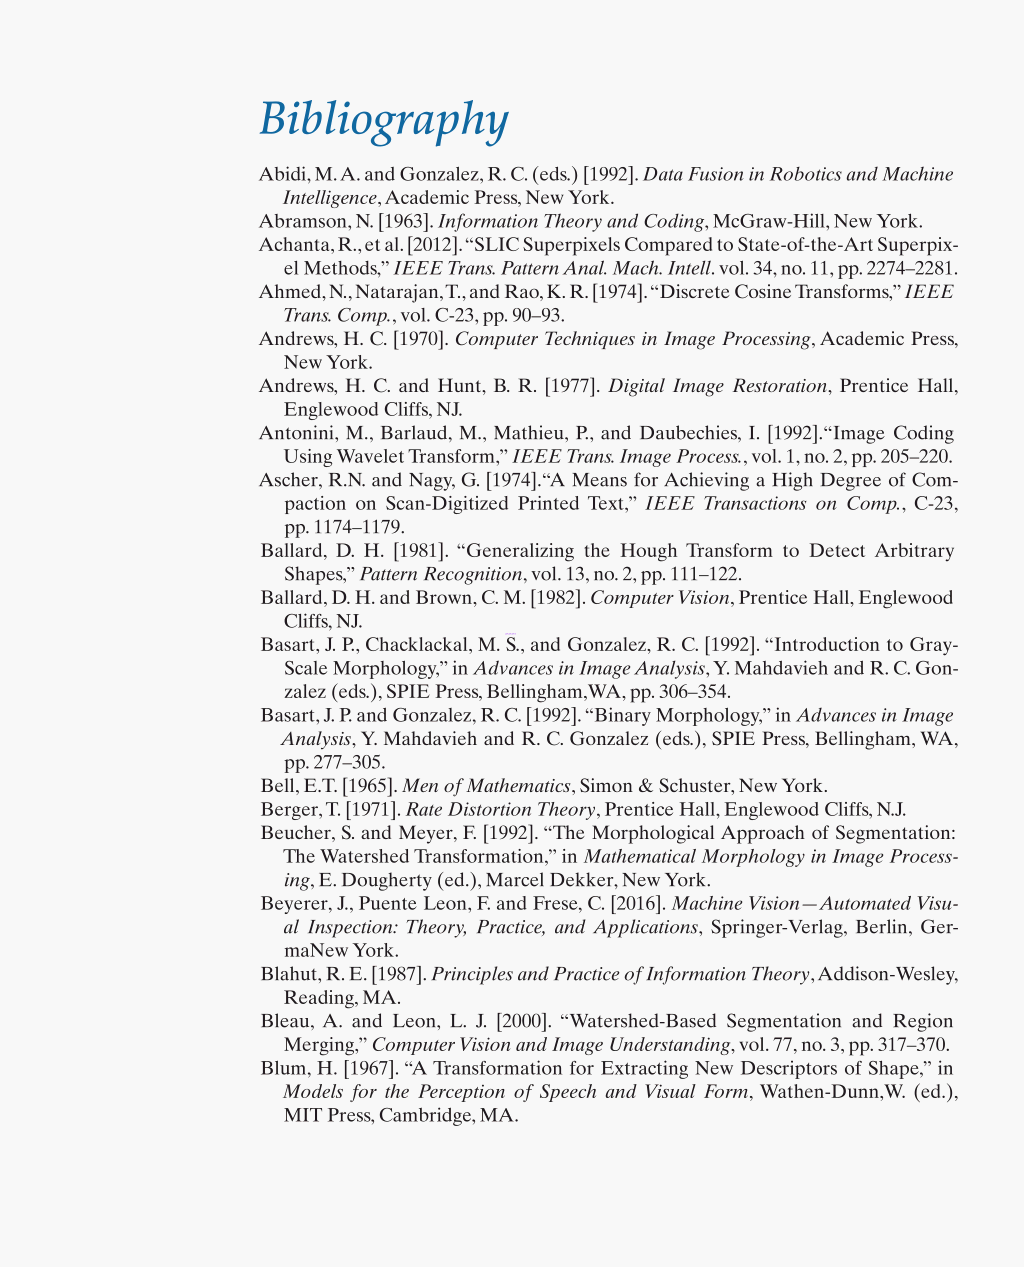 Bibliography
Abidi, M. A. and Gonzalez, R. C. (eds.) [1992]. Data Fusion in Robotics and Machine
Intelligence, Academic Press, New York.
Abramson, N. [1963]. Information Theory and Coding, McGraw-Hill, New York.
Achanta, R., et al. [2012]. “SLIC Superpixels Compared to State-of-the-Art Superpix-
el Methods,” IEEE Trans. Pattern Anal. Mach. Intell. vol. 34, no. 11, pp. 2274–2281.
Ahmed, N., Natarajan, T., and Rao, K. R. [1974]. “Discrete Cosine Transforms,” IEEE
Trans. Comp., vol. C-23, pp. 90–93.
Andrews, H. C. [1970]. Computer Techniques in Image Processing, Academic Press,
New York.
Andrews, H. C. and Hunt, B. R. [1977]. Digital Image Restoration, Prentice Hall,
Englewood Cliffs, NJ.
Antonini, M., Barlaud, M., Mathieu, P., and Daubechies, I. [1992].“Image Coding
Using Wavelet Transform,” IEEE Trans. Image Process., vol. 1, no. 2, pp. 205–220.
Ascher, R.N. and Nagy, G. [1974].“A Means for Achieving a High Degree of Com-
paction on Scan-Digitized Printed Text,” IEEE Transactions on Comp., C-23,
pp. 1174–1179.
Ballard, D. H. [1981]. “Generalizing the Hough Transform to Detect Arbitrary
Shapes,” Pattern Recognition, vol. 13, no. 2, pp. 111–122.
Ballard, D. H. and Brown, C. M. [1982]. Computer Vision, Prentice Hall, Englewood
Cliffs, NJ.
Basart, J. P., Chacklackal, M. S., and Gonzalez, R. C. [1992]. “Introduction to Gray-
Scale Morphology,” in Advances in Image Analysis, Y. Mahdavieh and R. C. Gon-
zalez (eds.), SPIE Press, Bellingham,WA, pp. 306–354.
Basart, J. P. and Gonzalez, R. C. [1992]. “Binary Morphology,” in Advances in Image
Analysis, Y. Mahdavieh and R. C. Gonzalez (eds.), SPIE Press, Bellingham, WA,
pp. 277–305.
Bell, E.T. [1965]. Men of Mathematics, Simon & Schuster, New York.
Berger, T. [1971]. Rate Distortion Theory, Prentice Hall, Englewood Cliffs, N.J.
Beucher, S. and Meyer, F. [1992]. “The Morphological Approach of Segmentation:
The Watershed Transformation,” in Mathematical Morphology in Image Process-
ing, E. Dougherty (ed.), Marcel Dekker, New York.
Beyerer, J., Puente Leon, F. and Frese, C. [2016]. Machine Vision—Automated Visu-
al Inspection: Theory, Practice, and Applications, Springer-Verlag, Berlin, Ger-
maNew York.
Blahut, R. E. [1987]. Principles and Practice of Information Theory, Addison-Wesley,
Reading, MA.
Bleau, A. and Leon, L. J. [2000]. “Watershed-Based Segmentation and Region
Merging,” Computer Vision and Image Understanding, vol. 77, no. 3, pp. 317–370.
Blum, H. [1967]. “A Transformation for Extracting New Descriptors of Shape,” in
Models for the Perception of Speech and Visual Form, Wathen-Dunn,W. (ed.),
MIT Press, Cambridge, MA.